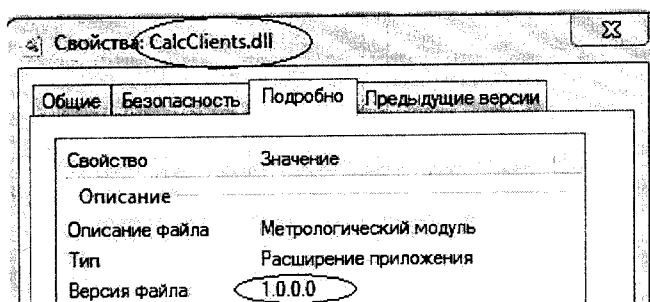 Свойства: CalcClients.dll
Общие Безопасность Подробно Предыдущие версии
Свойство Значение
Описание
Описание файла Метрологический модуль
Тип Расширение приложения
Версия файла 1.0.0.0